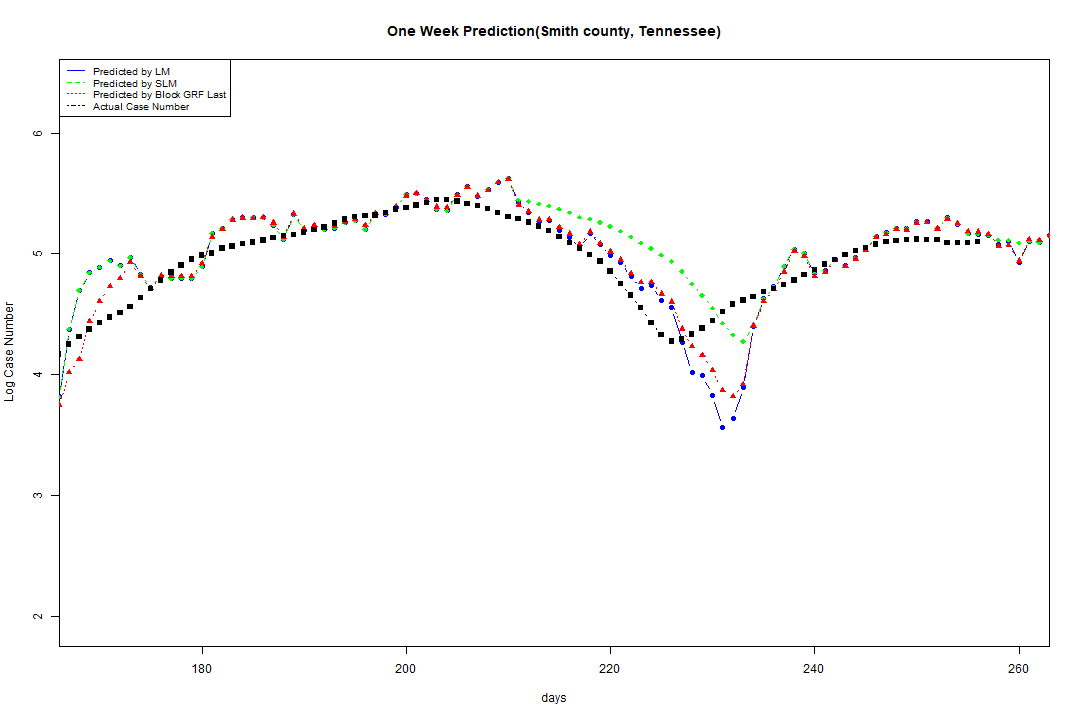 One Week Prediction(Smith county, Tennessee)
Predicted by LM
Predicted by SLM
Predicted by Block GRF Last
Actual Case Number
6
5
4
3
2
Log Case Number
180 200 220 240 260
days